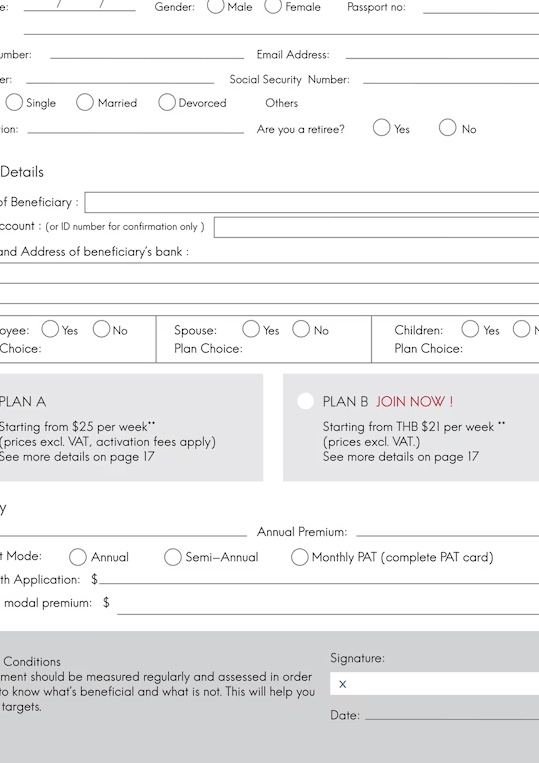 e: / / Gender: Male Female Passport no:
umber: Email Address:
er: Social Security Number:
Single Married Devorced Others
ion: Are you a retiree? Yes No
Details
of Beneficiary :
ccount : (or ID number for confirmation only )
and Address of beneficiary's bank :
oyee: Yes No Spouse: Yes No Children: Yes N
Choice: Plan Choice: Plan Choice:
PLAN A
Starting from $25 per week**
(prices excl. VAT, activation fees apply)
See more details on page 17
PLAN B JOIN NOW !
Starting from THB $21 per week **
(prices excl. VAT.)
See more details on page 17
y
Annual Premium:
t Mode: Annual Semi–Annual Monthly PAT (complete PAT card)
th Application: $
modal premium: $
Conditions
ment should be measured regularly and assessed in order
to know what's beneficial and what is not. This will help you
targets.
Signature:
x
Date: